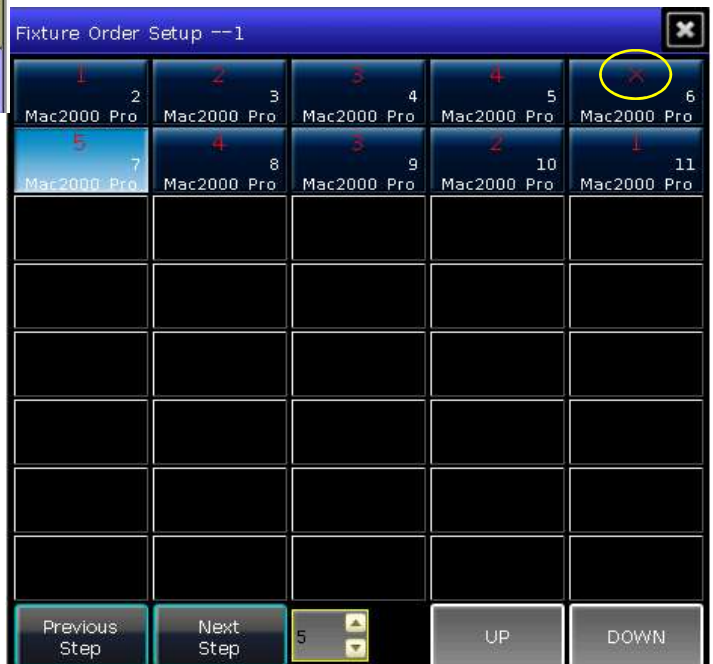 Fixture Order Setup --1
1 2 3 4 X
2 3 4 5 6
Mac2000 Pro Mac2000 Pro Mac2000 Pro Mac2000 Pro Mac2000 Pro
5 4 3 2 1
7 8 9 10 11
Mac2000 Pro Mac2000 Pro Mac2000 Pro Mac2000 Pro Mac2000 Pro
Previous Next 5 UP DOWN
Step Step